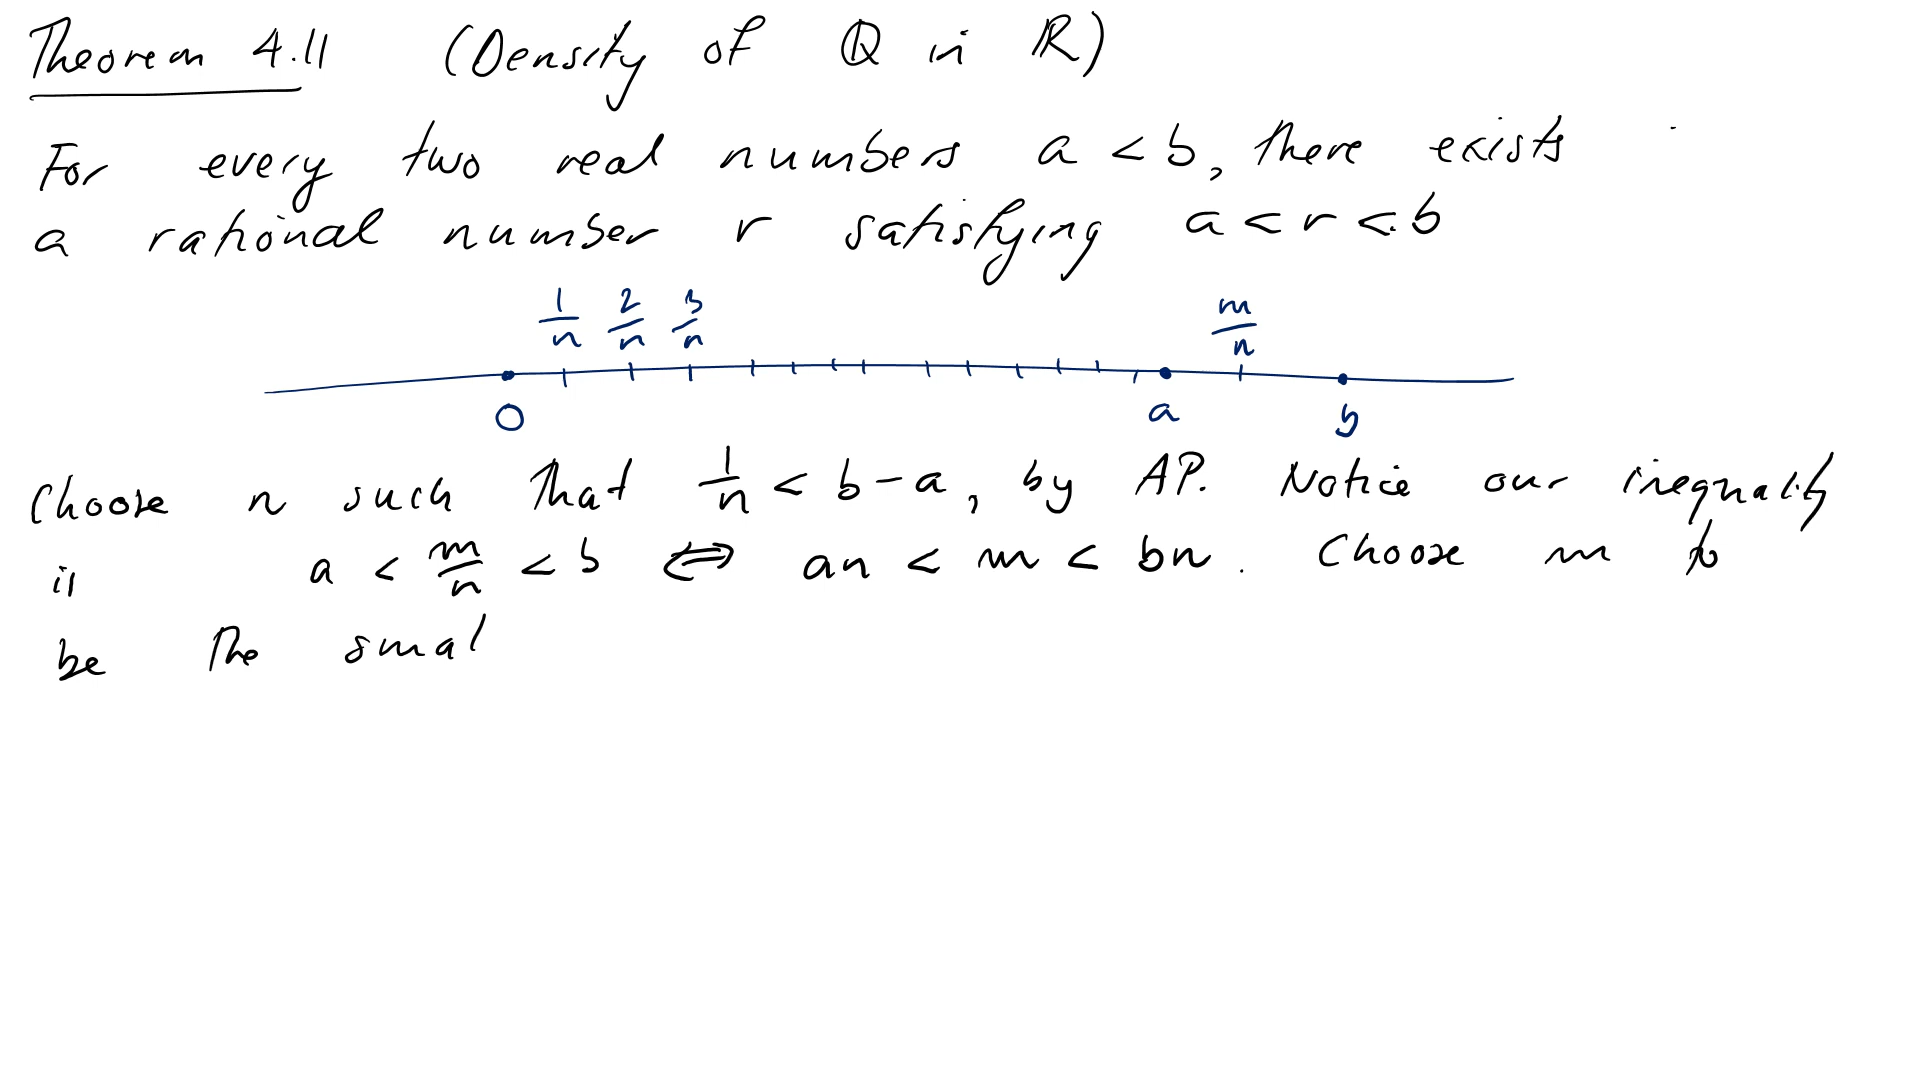 Theorem 4.11 (Density of ℚ in ℝ)
For every two real numbers a < b, there exists
a rational number r satisfying a < r < b
1/n 2/n 3/n m/n
0 a b
Choose n such that 1/n < b - a, by AP. Notice our inequality
is a < m/n < b ⇔ an < m < bn. Choose m to
be the smal